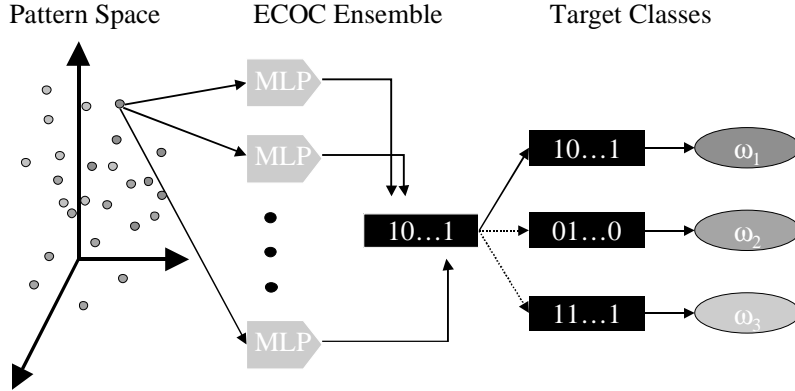 Pattern Space
ECOC Ensemble
Target Classes
MLP
MLP
MLP
10…1
10…1
ω1
01…0
ω2
11…1
ω3